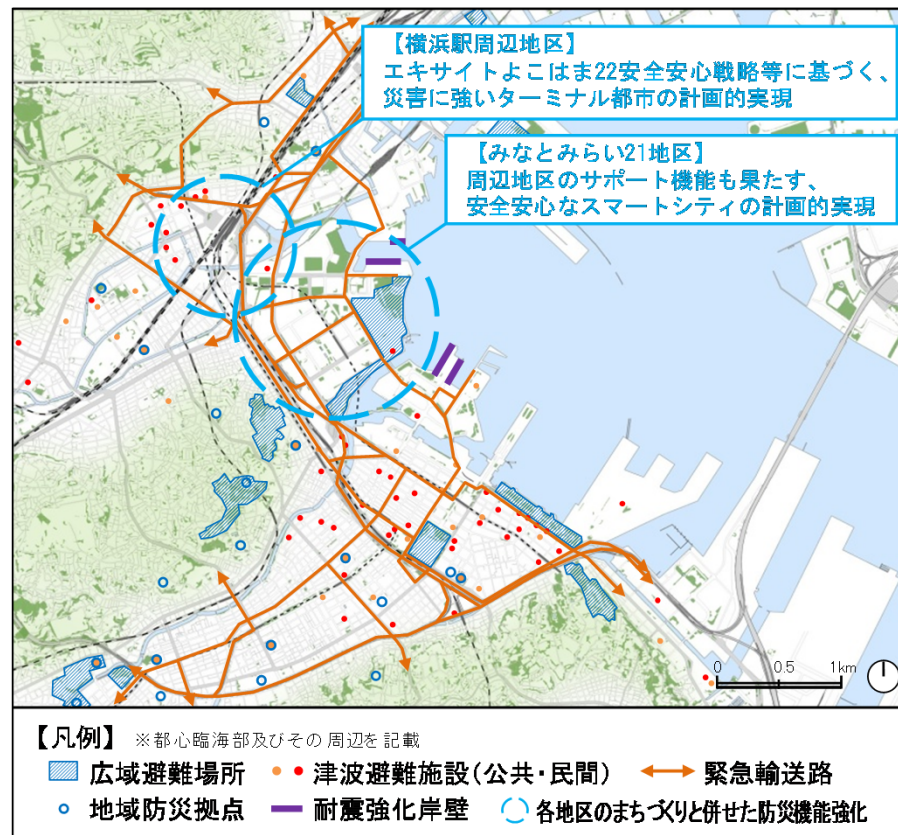 【横浜駅周辺地区】
エキサイトよこはま22安全安心戦略等に基づく、
災害に強いターミナル都市の計画的実現
【みなとみらい21地区】
周辺地区のサポート機能も果たす、
安全安心なスマートシティの計画的実現
0 0.5 1km
【凡例】 ※都心臨海部及びその周辺を記載
広域避難場所 津波避難施設(公共・民間) 緊急輸送路
地域防災拠点 耐震強化岸壁 各地区のまちづくりと併せた防災機能強化